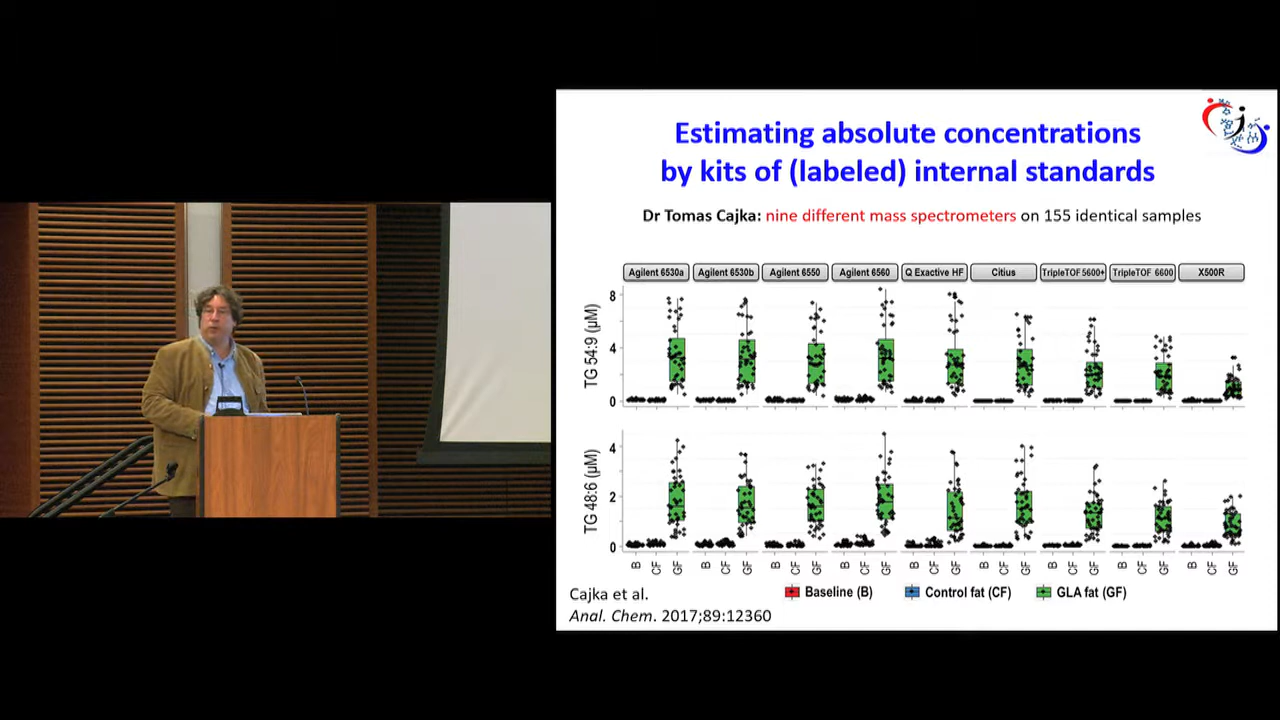 Estimating absolute concentrations
by kits of (labeled) internal standards
Dr Tomas Cajka: nine different mass spectrometers on 155 identical samples
Agilent 6530a Agilent 6530b Agilent 6550 Agilent 6560 Q Exactive HF Citius TripleTOF 5600+ TripleTOF 6600 X500R
TG 54:9 (µM)
8
4
0
TG 48:6 (µM)
4
2
0
B CF GF B CF GF B CF GF B CF GF B CF GF B CF GF B CF GF B CF GF B CF GF
Baseline (B) Control fat (CF) GLA fat (GF)
Cajka et al.
Anal. Chem. 2017;89:12360